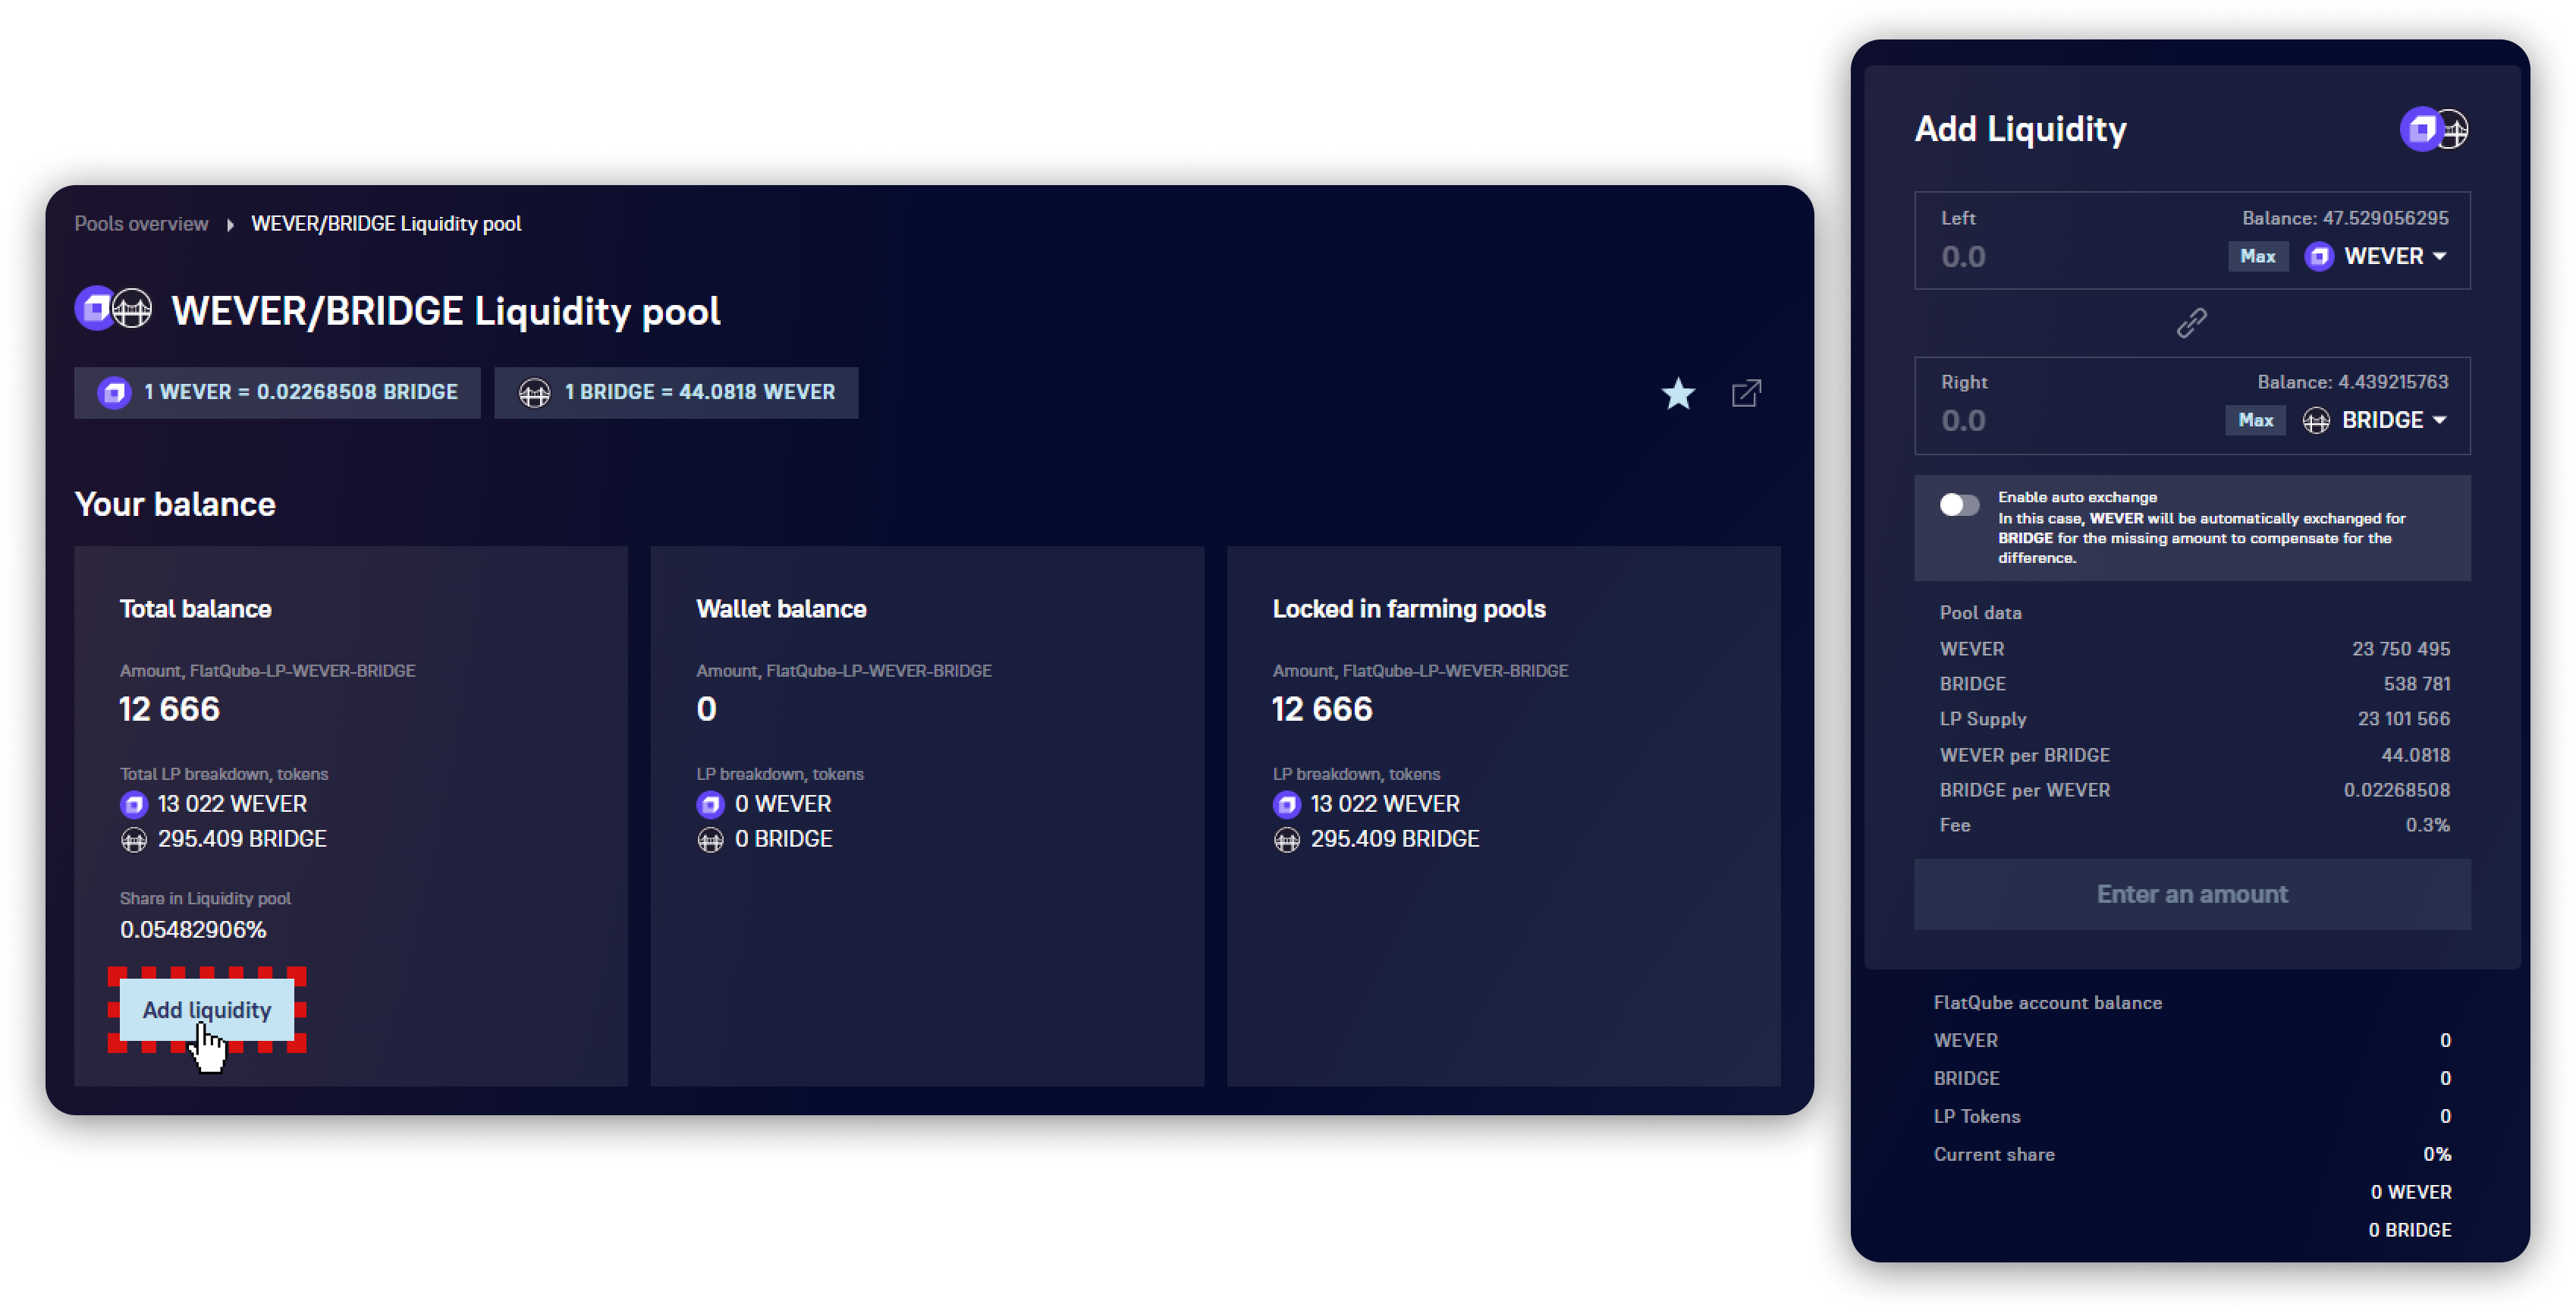 Pools overview WEVER/BRIDGE Liquidity pool
WEVER/BRIDGE Liquidity pool
1 WEVER = 0.02268508 BRIDGE
1 BRIDGE = 44.0818 WEVER
Your balance
Total balance
Amount, FlatQube-LP-WEVER-BRIDGE
12 666
Total LP breakdown, tokens
13 022 WEVER
295.409 BRIDGE
Share in Liquidity pool
0.05482906%
Add liquidity
Wallet balance
Amount, FlatQube-LP-WEVER-BRIDGE
0
LP breakdown, tokens
0 WEVER
0 BRIDGE
Locked in farming pools
Amount, FlatQube-LP-WEVER-BRIDGE
12 666
LP breakdown, tokens
13 022 WEVER
295.409 BRIDGE
Add Liquidity
Left Balance: 47.529056295
0.0 Max WEVER
Right Balance: 4.439215763
0.0 Max BRIDGE
Enable auto exchange
In this case, WEVER will be automatically exchanged for
BRIDGE for the missing amount to compensate for the
difference.
Pool data
WEVER 23 750 495
BRIDGE 538 781
LP Supply 23 101 566
WEVER per BRIDGE 44.0818
BRIDGE per WEVER 0.02268508
Fee 0.3%
Enter an amount
FlatQube account balance
WEVER 0
BRIDGE 0
LP Tokens 0
Current share 0%
0 WEVER
0 BRIDGE